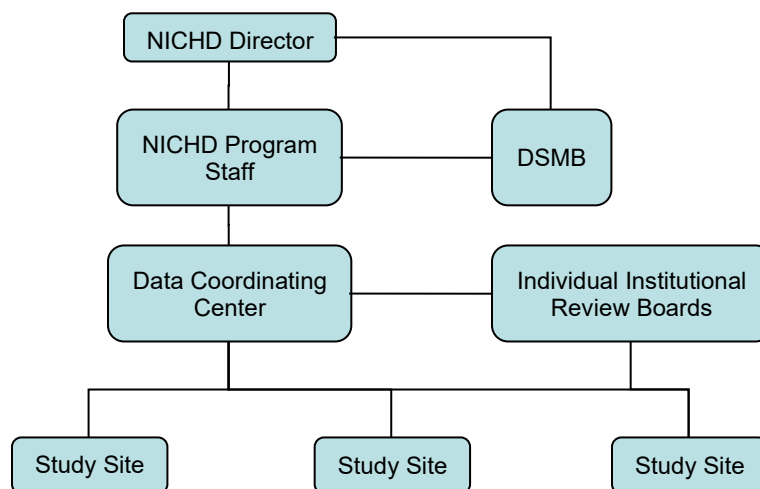 NICHD Director
NICHD Program
Staff
DSMB
Data Coordinating
Center
Individual Institutional
Review Boards
Study Site
Study Site
Study Site